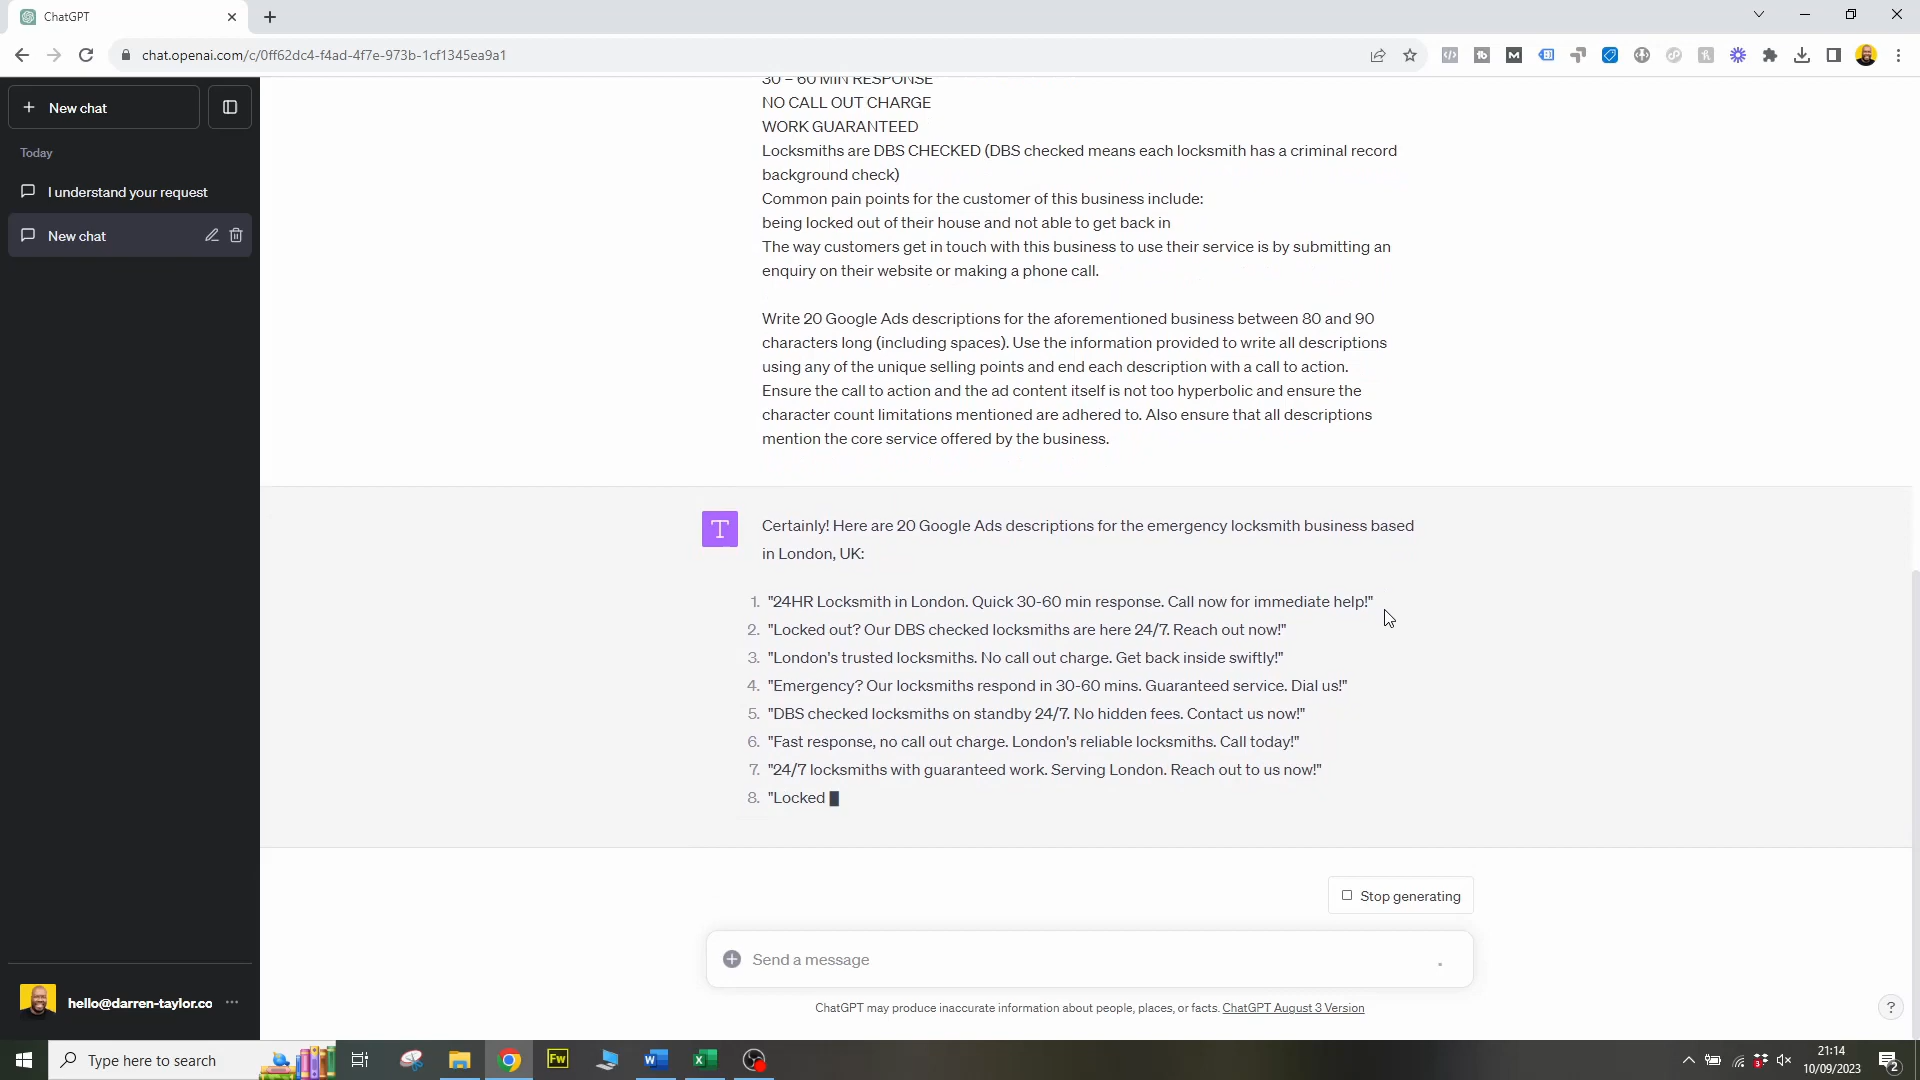 ChatGPT
chat.openai.com/c/0ff62dc4-f4ad-4f7e-973b-1cf1345ea9a1
New chat
Today
I understand your request
New chat
30 – 60 MIN RESPONSE
NO CALL OUT CHARGE
WORK GUARANTEED
Locksmiths are DBS CHECKED (DBS checked means each locksmith has a criminal record
background check)
Common pain points for the customer of this business include:
being locked out of their house and not able to get back in
The way customers get in touch with this business to use their service is by submitting an
enquiry on their website or making a phone call.
Write 20 Google Ads descriptions for the aforementioned business between 80 and 90
characters long (including spaces). Use the information provided to write all descriptions
using any of the unique selling points and end each description with a call to action.
Ensure the call to action and the ad content itself is not too hyperbolic and ensure the
character count limitations mentioned are adhered to. Also ensure that all descriptions
mention the core service offered by the business.
T
Certainly! Here are 20 Google Ads descriptions for the emergency locksmith business based
in London, UK:
1. "24HR Locksmith in London. Quick 30-60 min response. Call now for immediate help!"
2. "Locked out? Our DBS checked locksmiths are here 24/7. Reach out now!"
3. "London's trusted locksmiths. No call out charge. Get back inside swiftly!"
4. "Emergency? Our locksmiths respond in 30-60 mins. Guaranteed service. Dial us!"
5. "DBS checked locksmiths on standby 24/7. No hidden fees. Contact us now!"
6. "Fast response, no call out charge. London's reliable locksmiths. Call today!"
7. "24/7 locksmiths with guaranteed work. Serving London. Reach out to us now!"
8. "Locked
Stop generating
Send a message
ChatGPT may produce inaccurate information about people, places, or facts. ChatGPT August 3 Version
hello@darren-taylor.co
?
Type here to search
Fw
21:14
10/09/2023
2